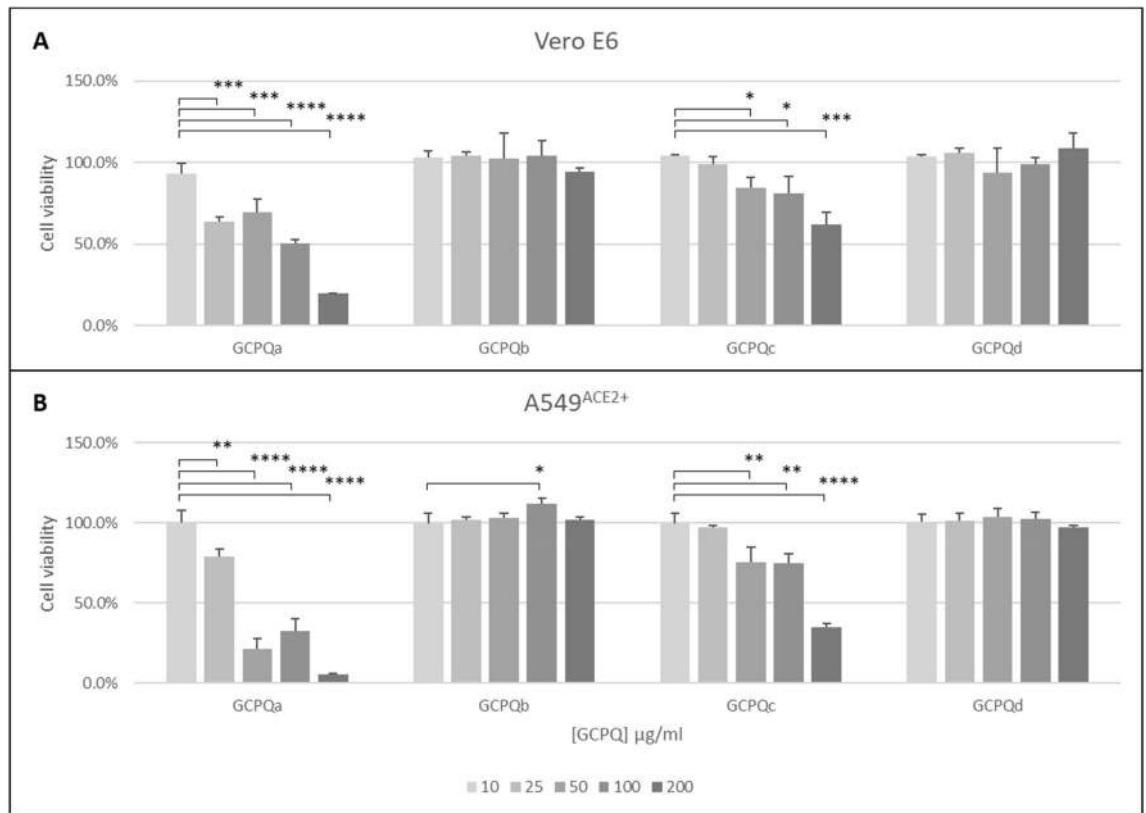 A
Vero E6
150.0%
100.0%
50.0%
0.0%
Cell viability
*** *** **** ****
* * ***
GCPQa GCPQb GCPQc GCPQd
B
A549ACE2+
150.0%
100.0%
50.0%
0.0%
Cell viability
** **** **** ****
*
** ** ****
GCPQa GCPQb GCPQc GCPQd
[GCPQ] µg/ml
10 25 50 100 200